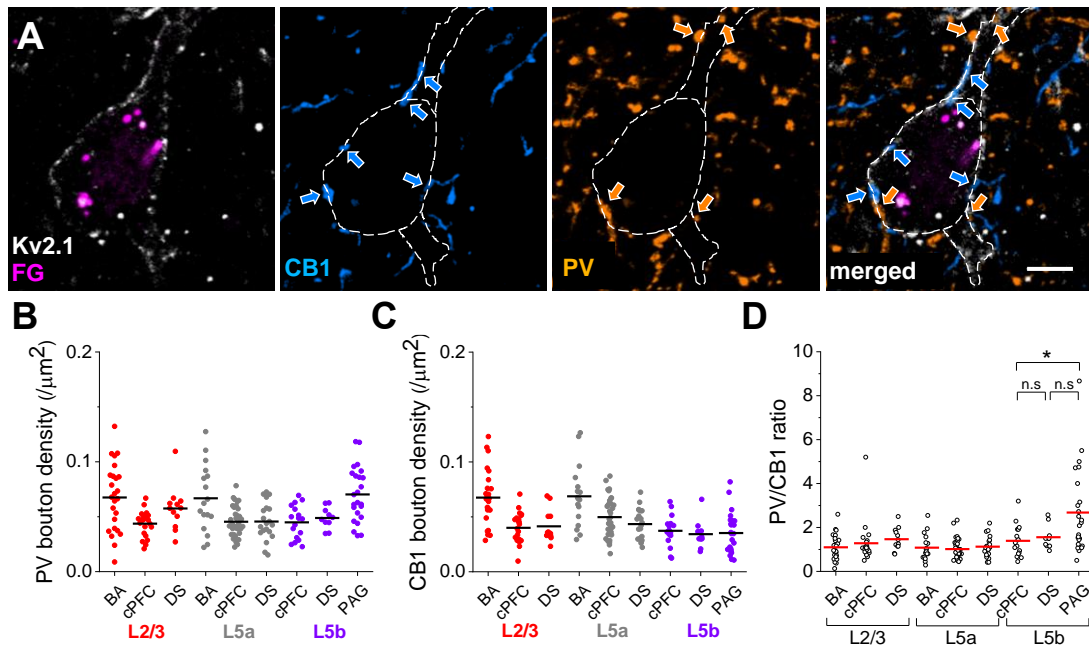 A
Kv2.1
FG
CB1
PV
merged
B
PV bouton density (/μm2)
0.2
0.1
0.0
BA cPFC DS BA cPFC DS cPFC DS PAG
L2/3 L5a L5b
C
CB1 bouton density (/μm2)
0.2
0.1
0.0
BA cPFC DS BA cPFC DS cPFC DS PAG
L2/3 L5a L5b
D
PV/CB1 ratio
10
8
6
4
2
0
*
n.s n.s
BA cPFC DS BA cPFC DS cPFC DS PAG
L2/3 L5a L5b